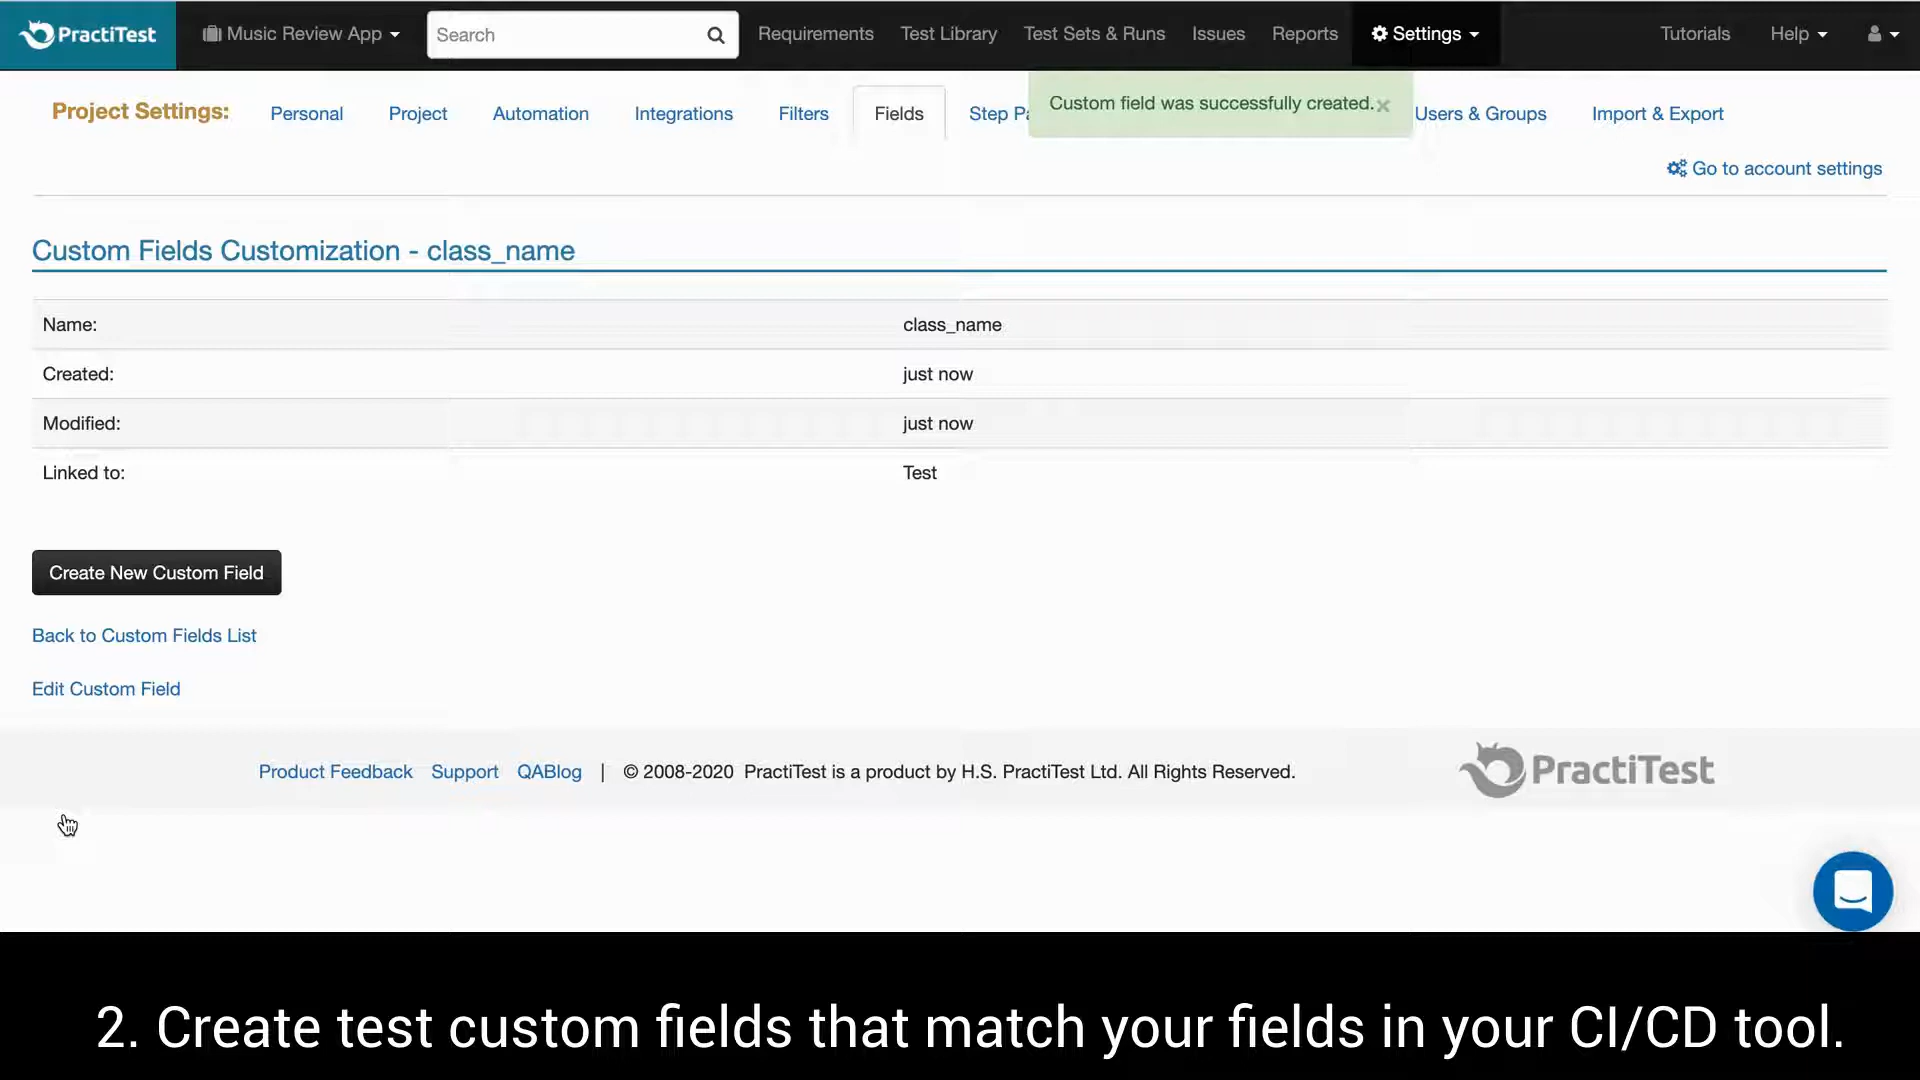 PractiTest
Music Review App
Search
Requirements
Test Library
Test Sets & Runs
Issues
Reports
Settings
Tutorials
Help
Project Settings:
Personal
Project
Automation
Integrations
Filters
Fields
Step
Custom field was successfully created. ×
Users & Groups
Import & Export
Go to account settings
Custom Fields Customization - class_name
Name: class_name
Created: just now
Modified: just now
Linked to: Test
Create New Custom Field
Back to Custom Fields List
Edit Custom Field
Product Feedback Support QABlog | © 2008-2020 PractiTest is a product by H.S. PractiTest Ltd. All Rights Reserved.
PractiTest
2. Create test custom fields that match your fields in your CI/CD tool.